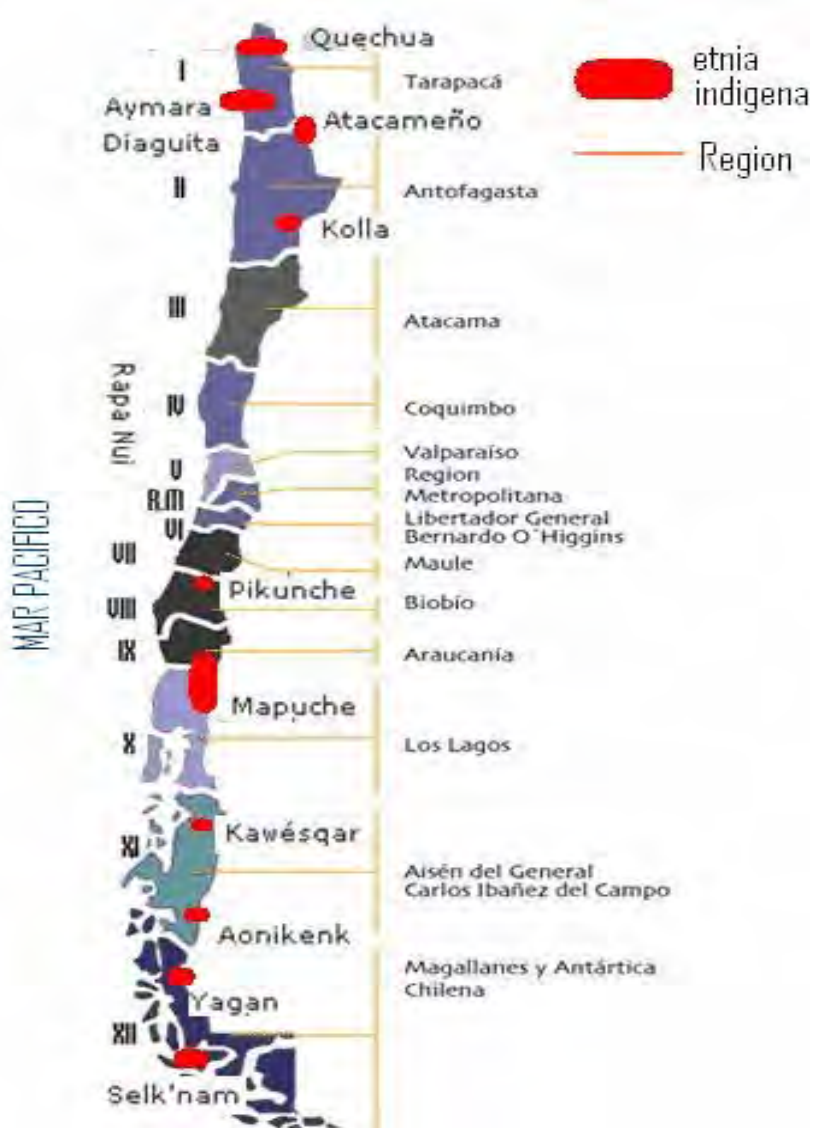 Quechua
I
Tarapacá
etnia
indigena
Aymara
Atacameño
Diaguita
Region
II
Antofagasta
Kolla
III
Atacama
Rapa Nui
IV
Coquimbo
V
Valparaíso
Region
R.M
Metropolitana
VI
Libertador General
Bernardo O´Higgins
VII
Maule
Pikunche
VIII
Biobío
MAR PACIFICO
IX
Araucanía
Mapuche
X
Los Lagos
Kawésqar
XI
Aisén del General
Carlos Ibañez del Campo
Aonikenk
Magallanes y Antártica
Chilena
Yagan
XII
Selk'nam